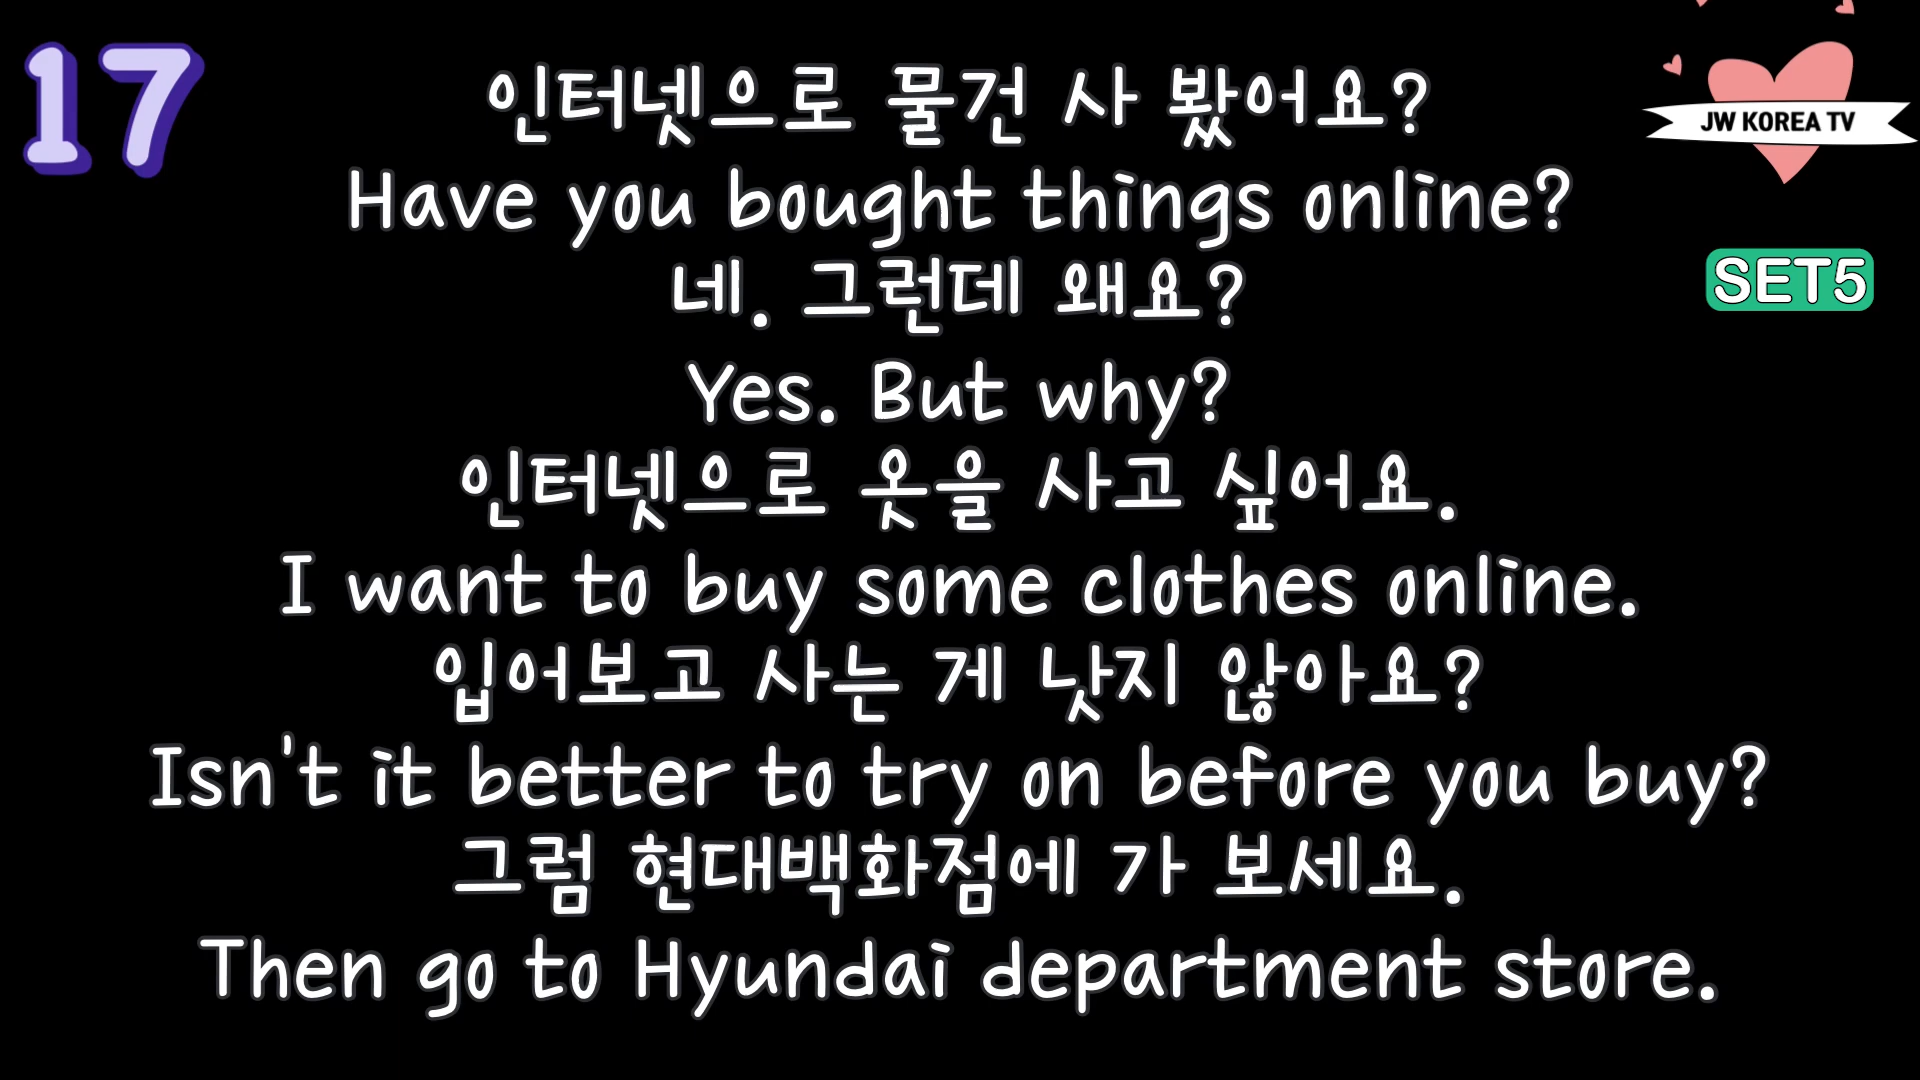 17
인터넷으로 물건 사 봤어요?
JW KOREA TV
Have you bought things online?
네. 그런데 왜요?
SET5
Yes. But why?
인터넷으로 옷을 사고 싶어요.
I want to buy some clothes online.
입어보고 사는 게 낫지 않아요?
Isn't it better to try on before you buy?
그럼 현대백화점에 가 보세요.
Then go to Hyundai department store.